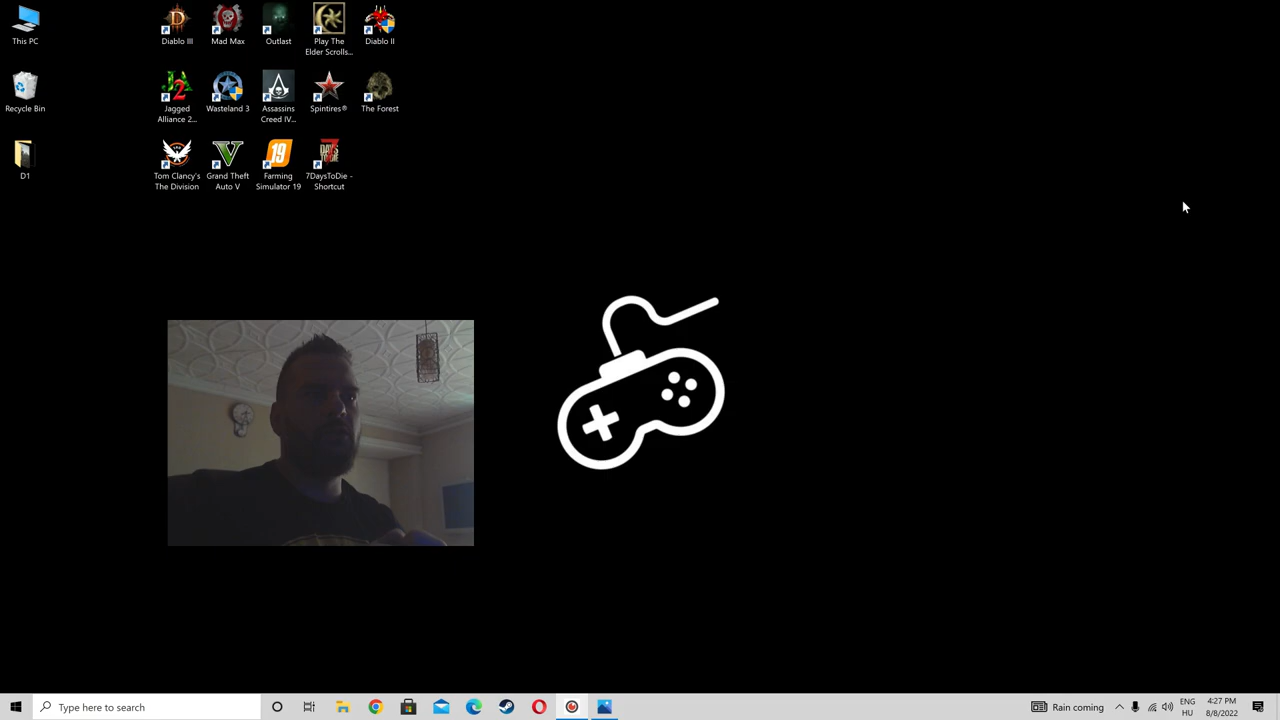 This PC
Diablo III
Mad Max
Outlast
Play The
Elder Scrolls...
Diablo II
Recycle Bin
Jagged
Alliance 2...
Wasteland 3
Assassins
Creed IV...
Spintires®
The Forest
D1
Tom Clancy's
The Division
Grand Theft
Auto V
Farming
Simulator 19
7DaysToDie -
Shortcut
Type here to search
Rain coming
ENG
HU
4:27 PM
8/8/2022